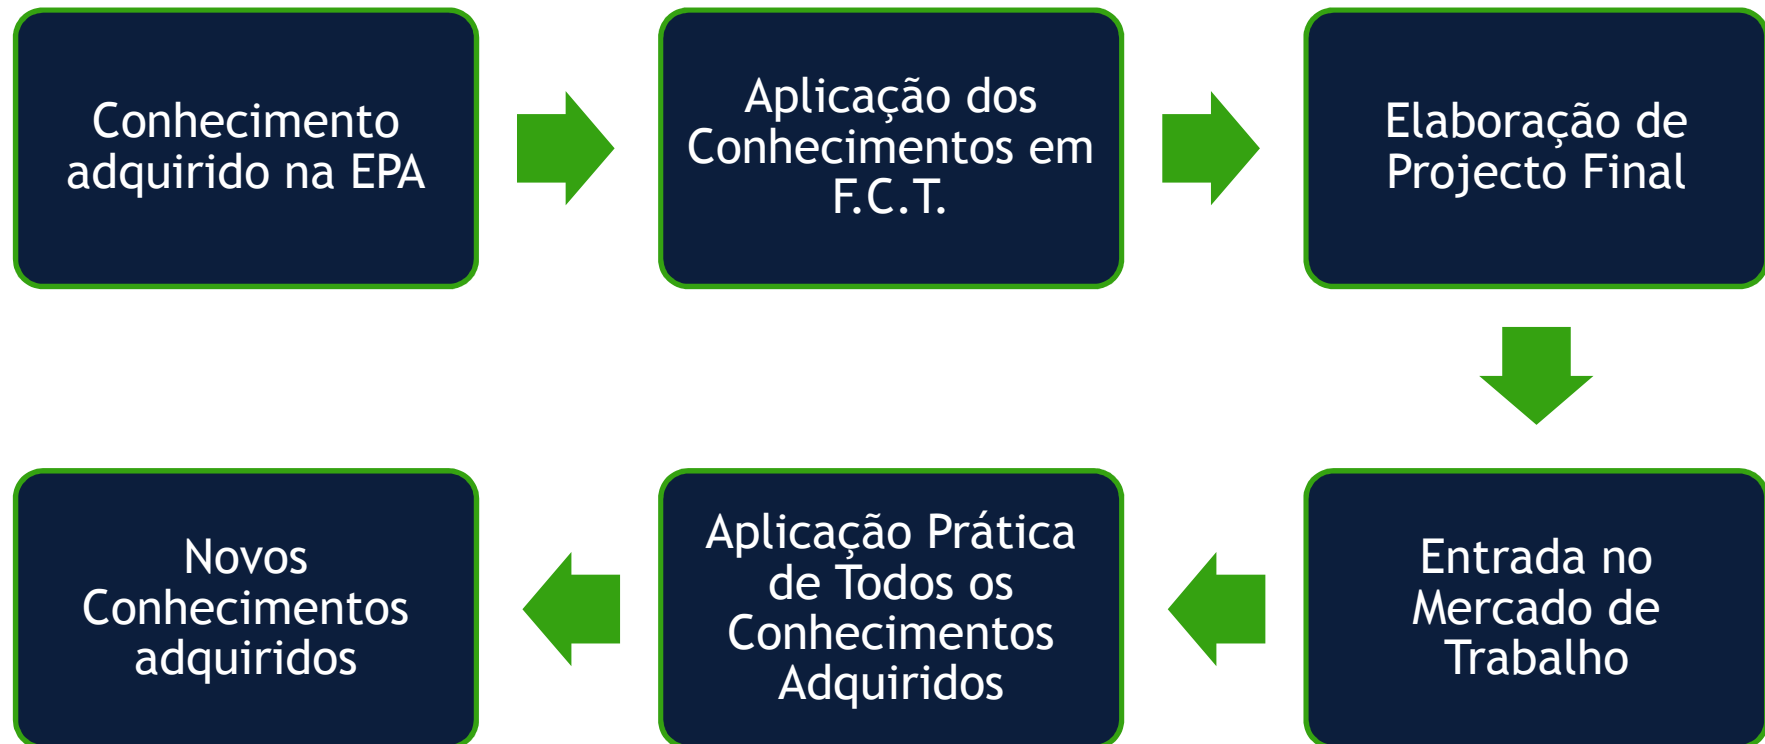 Conhecimento
adquirido na EPA
Aplicação dos
Conhecimentos em
F.C.T.
Elaboração de
Projecto Final
Entrada no
Mercado de
Trabalho
Aplicação Prática
de Todos os
Conhecimentos
Adquiridos
Novos
Conhecimentos
adquiridos